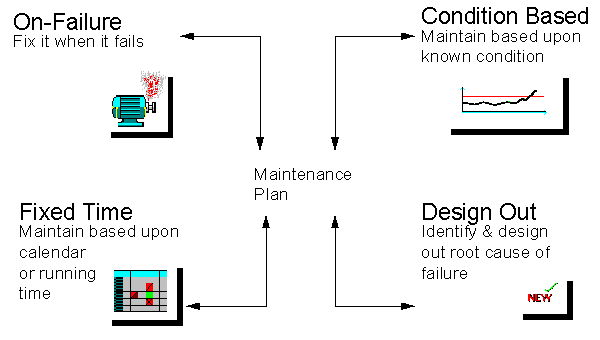 On-Failure
Fix it when it fails
Condition Based
Maintain based upon
known condition
Maintenance
Plan
Fixed Time
Maintain based upon
calendar
or running
time
Design Out
Identify & design
out root cause of
failure
NEW